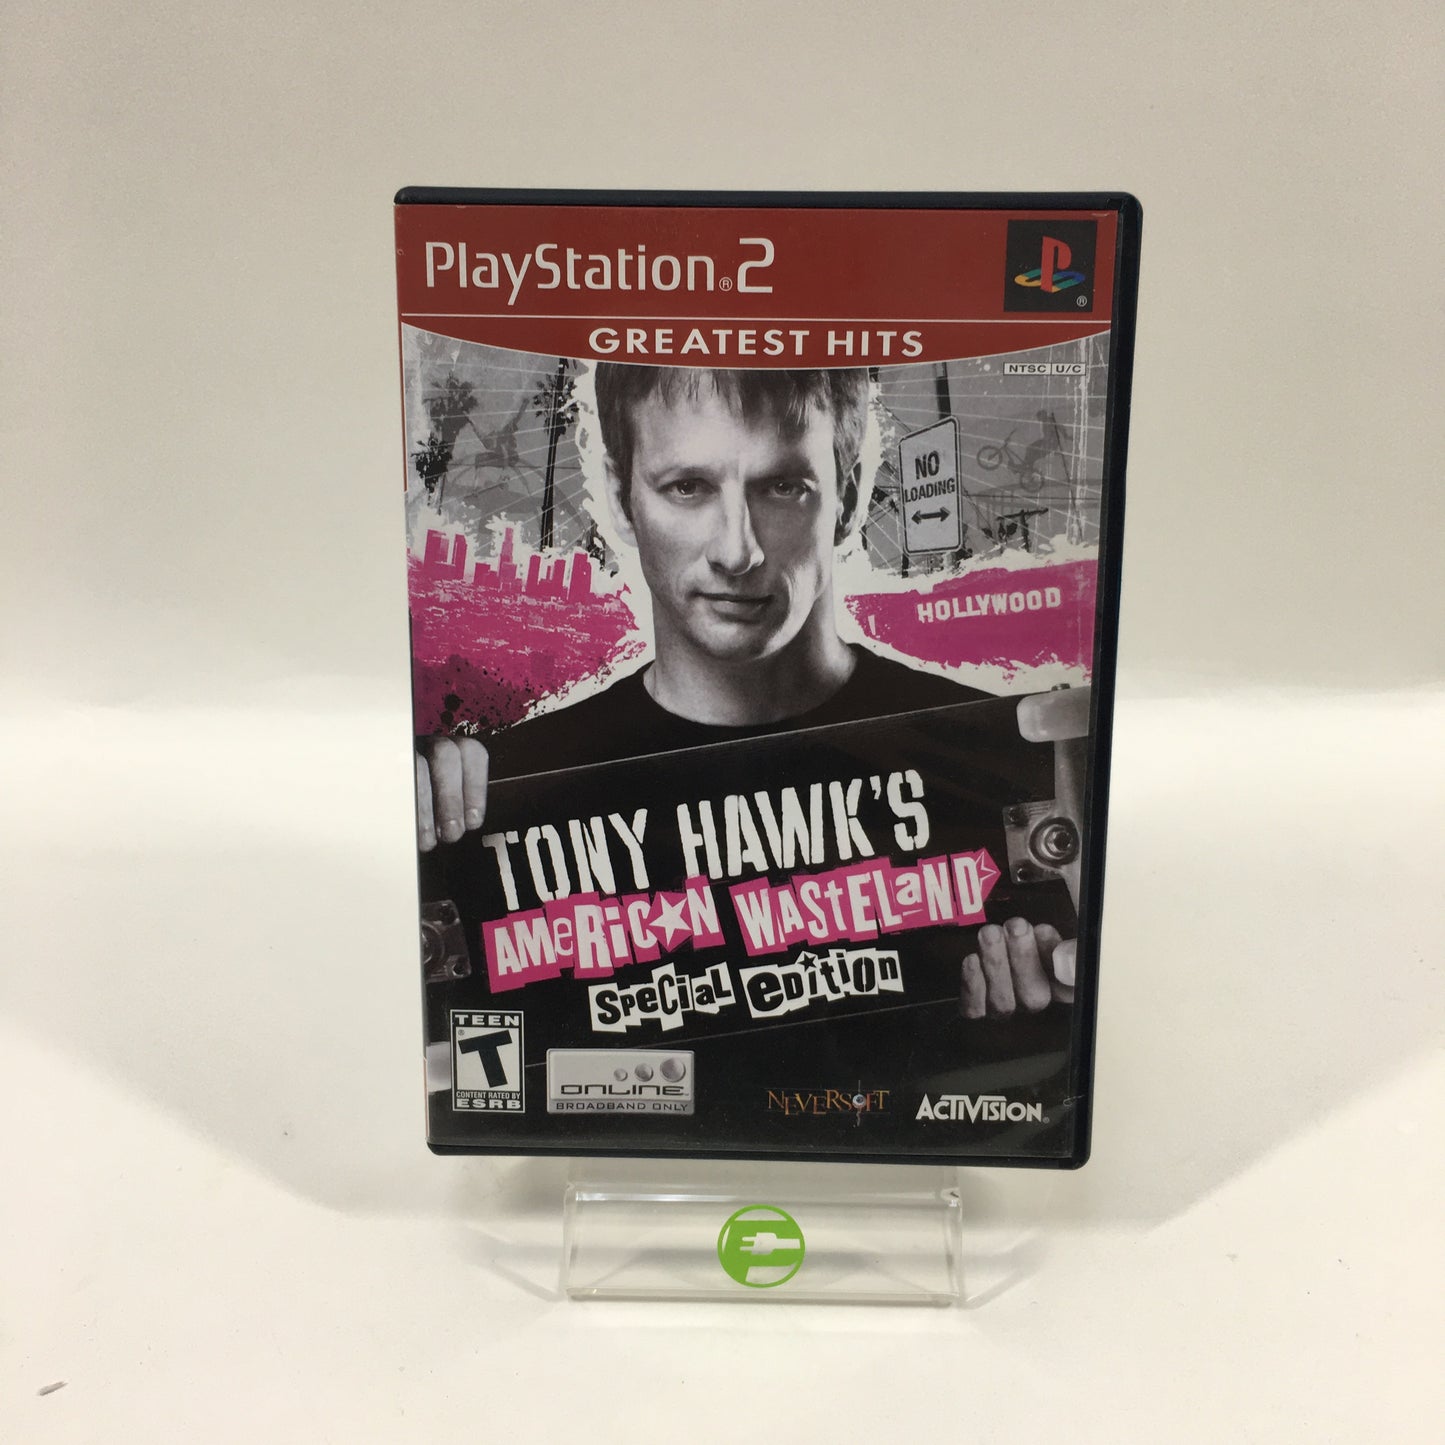 PlayStation®2
®
GREATEST HITS
NTSC U/C
NO
LOADING
HOLLYWOOD
TONY HAWK'S
AMERICAN WASTELAND
SPECIAL EDITION
TEEN
®
T
CONTENT RATED BY
ESRB
ONLINE
BROADBAND ONLY
NEVERSOFT
ACTIVISION®